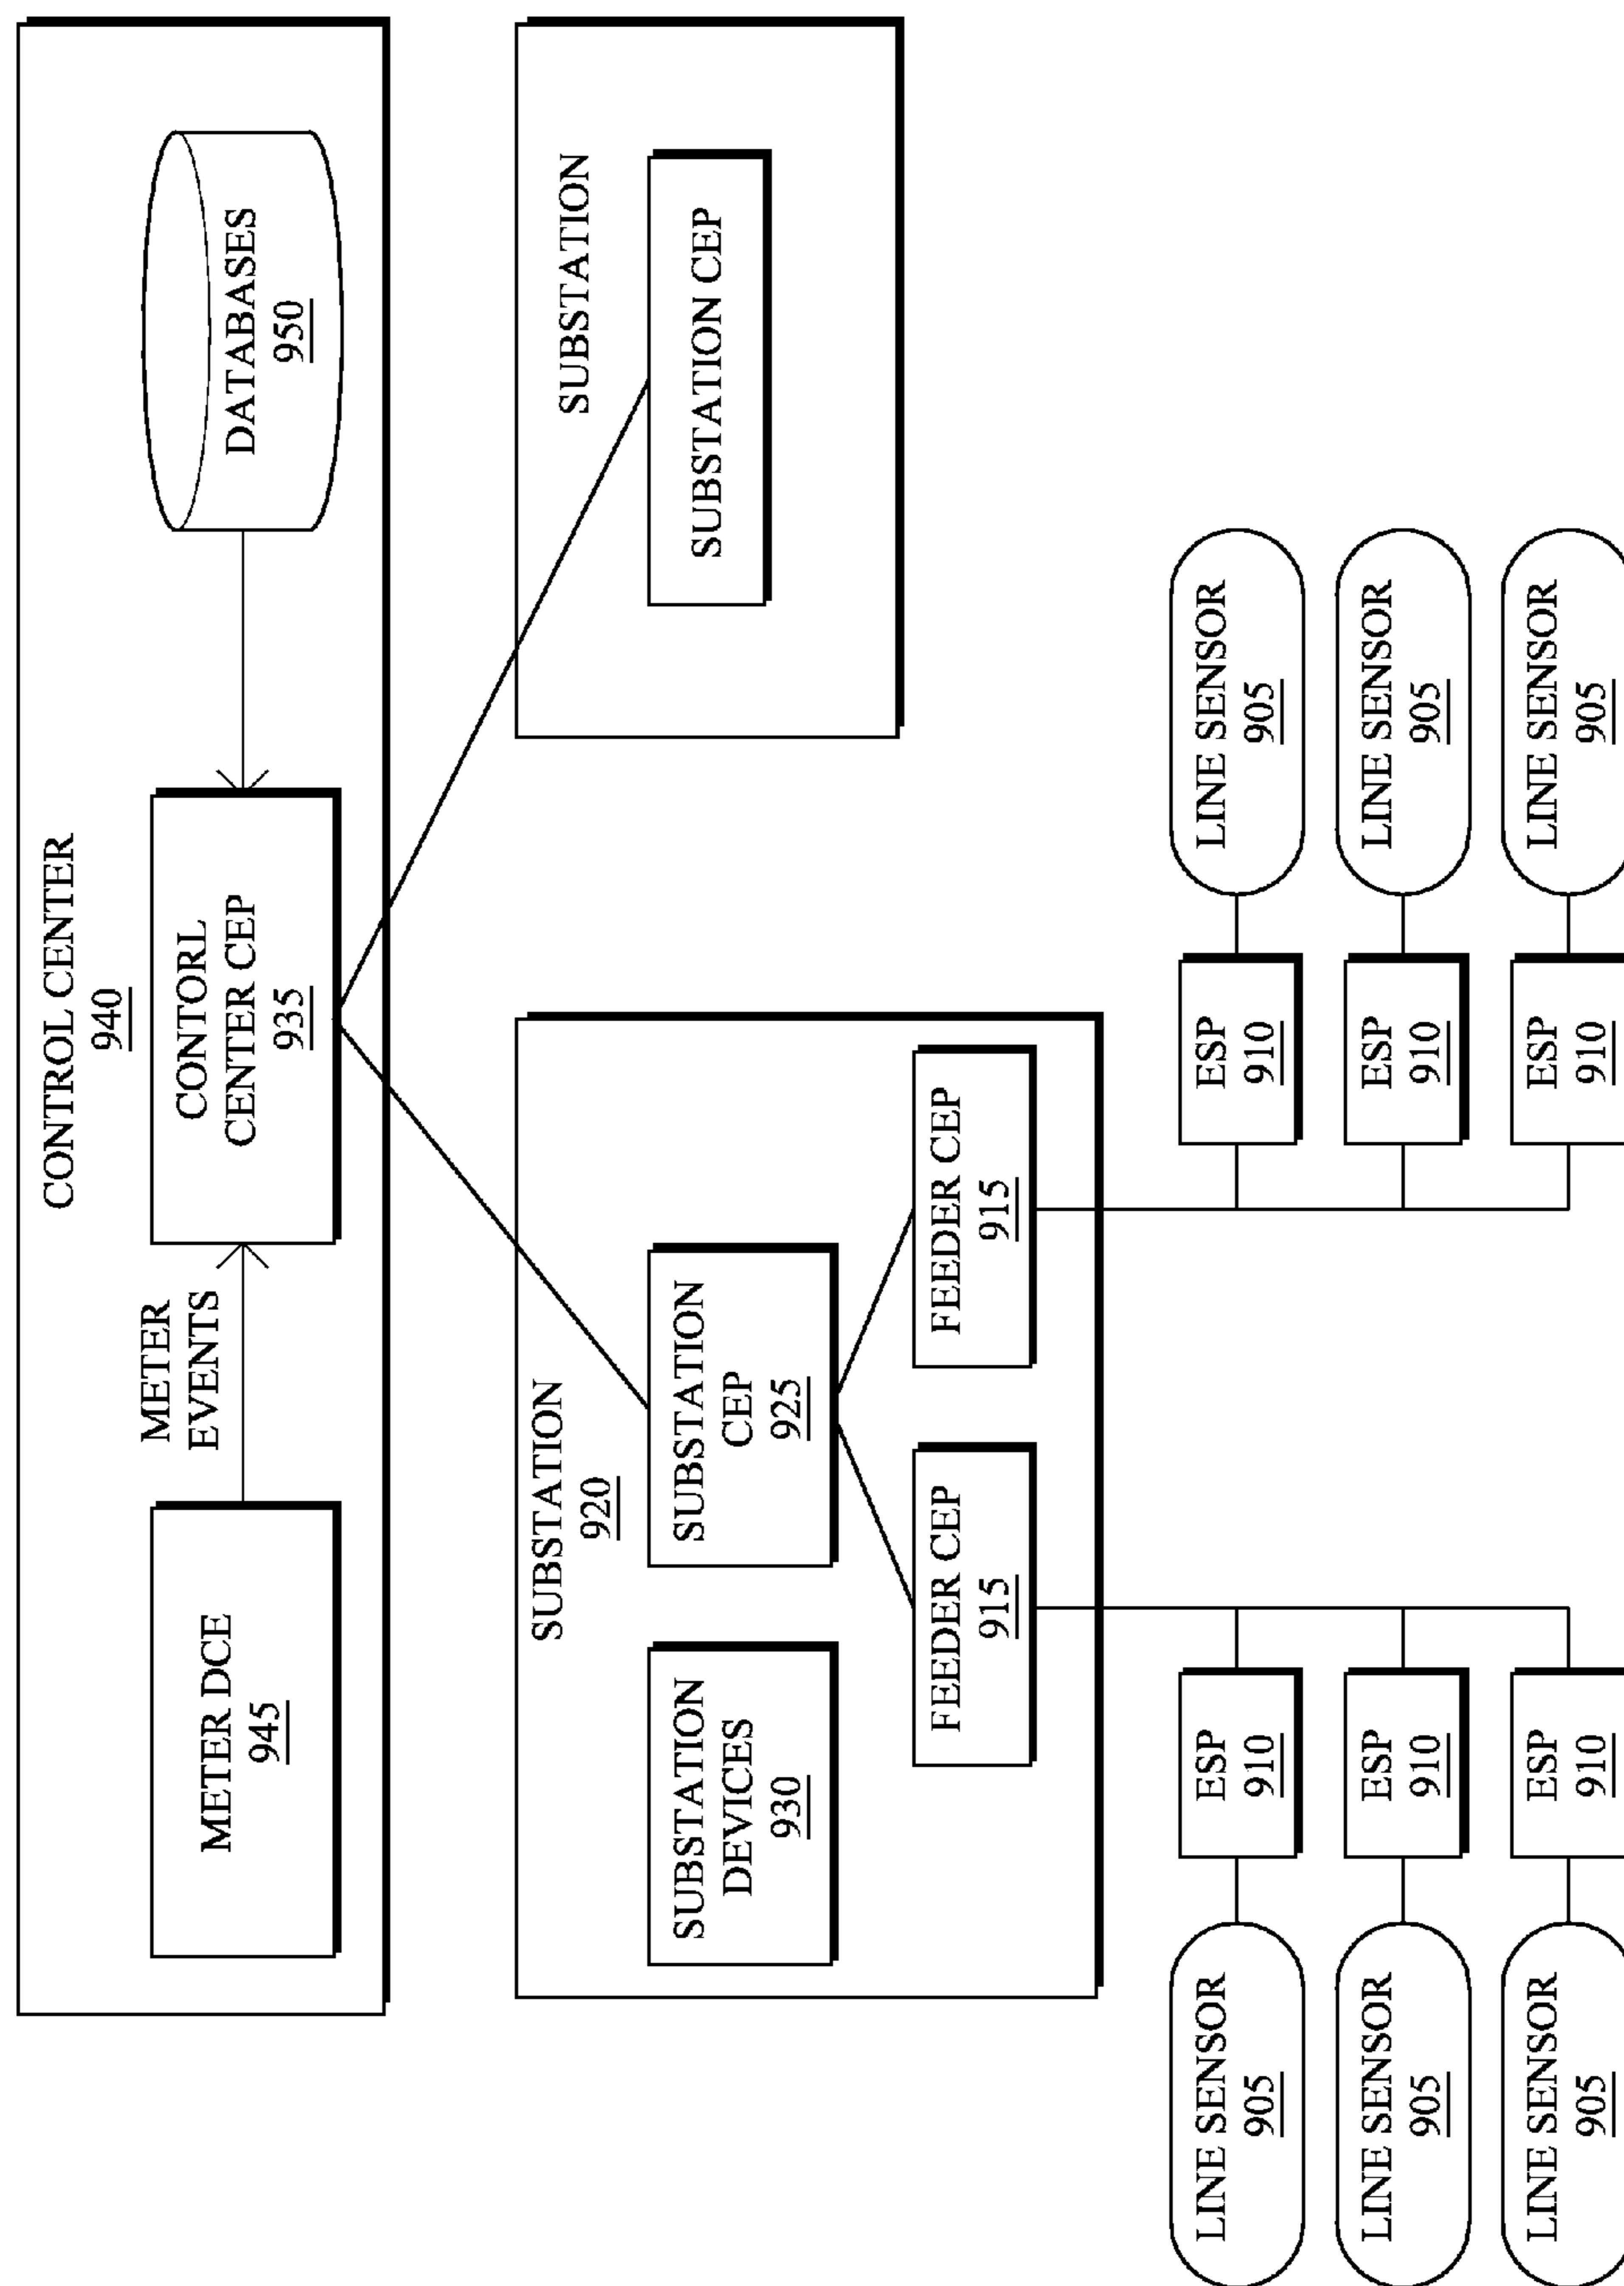 CONTROL CENTER
940
METER DCE
945
METER
EVENTS
CONTORL
CENTER CEP
935
DATABASES
950
SUBSTATION
920
SUBSTATION
DEVICES
930
SUBSTATION
CEP
925
FEEDER CEP
915
FEEDER CEP
915
SUBSTATION
SUBSTATION CEP
LINE SENSOR
905
ESP
910
ESP
910
LINE SENSOR
905
LINE SENSOR
905
ESP
910
ESP
910
LINE SENSOR
905
LINE SENSOR
905
ESP
910
ESP
910
LINE SENSOR
905